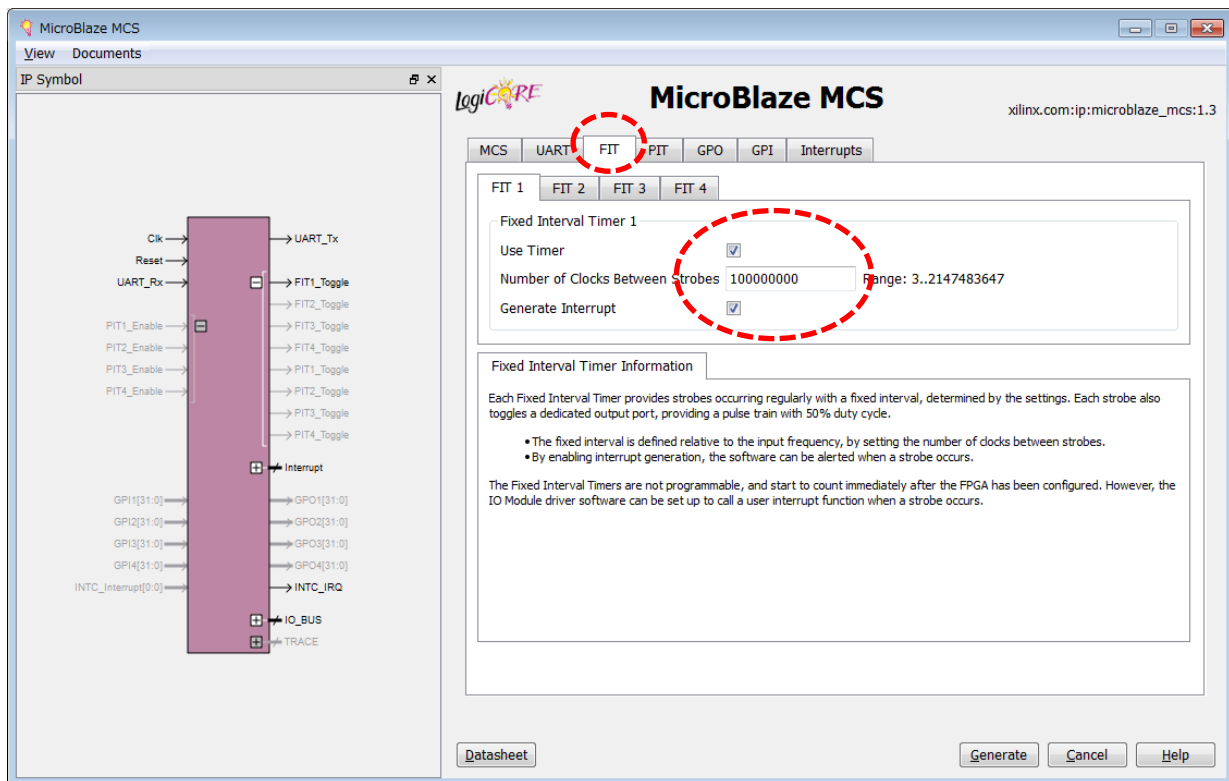 MicroBlaze MCS
View Documents
IP Symbol
Clk
Reset
UART_Rx
PIT1_Enable
PIT2_Enable
PIT3_Enable
PIT4_Enable
GPI1[31:0]
GPI2[31:0]
GPI3[31:0]
GPI4[31:0]
INTC_Interrupt[0:0]
UART_Tx
FIT1_Toggle
FIT2_Toggle
FIT3_Toggle
FIT4_Toggle
PIT1_Toggle
PIT2_Toggle
PIT3_Toggle
PIT4_Toggle
Interrupt
GPO1[31:0]
GPO2[31:0]
GPO3[31:0]
GPO4[31:0]
INTC_IRQ
IO_BUS
TRACE
logiCORE
MicroBlaze MCS
xilinx.com:ip:microblaze_mcs:1.3
MCS UART FIT PIT GPO GPI Interrupts
FIT 1 FIT 2 FIT 3 FIT 4
Fixed Interval Timer 1
Use Timer
Number of Clocks Between Strobes 100000000 Range: 3..2147483647
Generate Interrupt
Fixed Interval Timer Information
Each Fixed Interval Timer provides strobes occurring regularly with a fixed interval, determined by the settings. Each strobe also
toggles a dedicated output port, providing a pulse train with 50% duty cycle.
•The fixed interval is defined relative to the input frequency, by setting the number of clocks between strobes.
•By enabling interrupt generation, the software can be alerted when a strobe occurs.
The Fixed Interval Timers are not programmable, and start to count immediately after the FPGA has been configured. However, the
IO Module driver software can be set up to call a user interrupt function when a strobe occurs.
Datasheet Generate Cancel Help